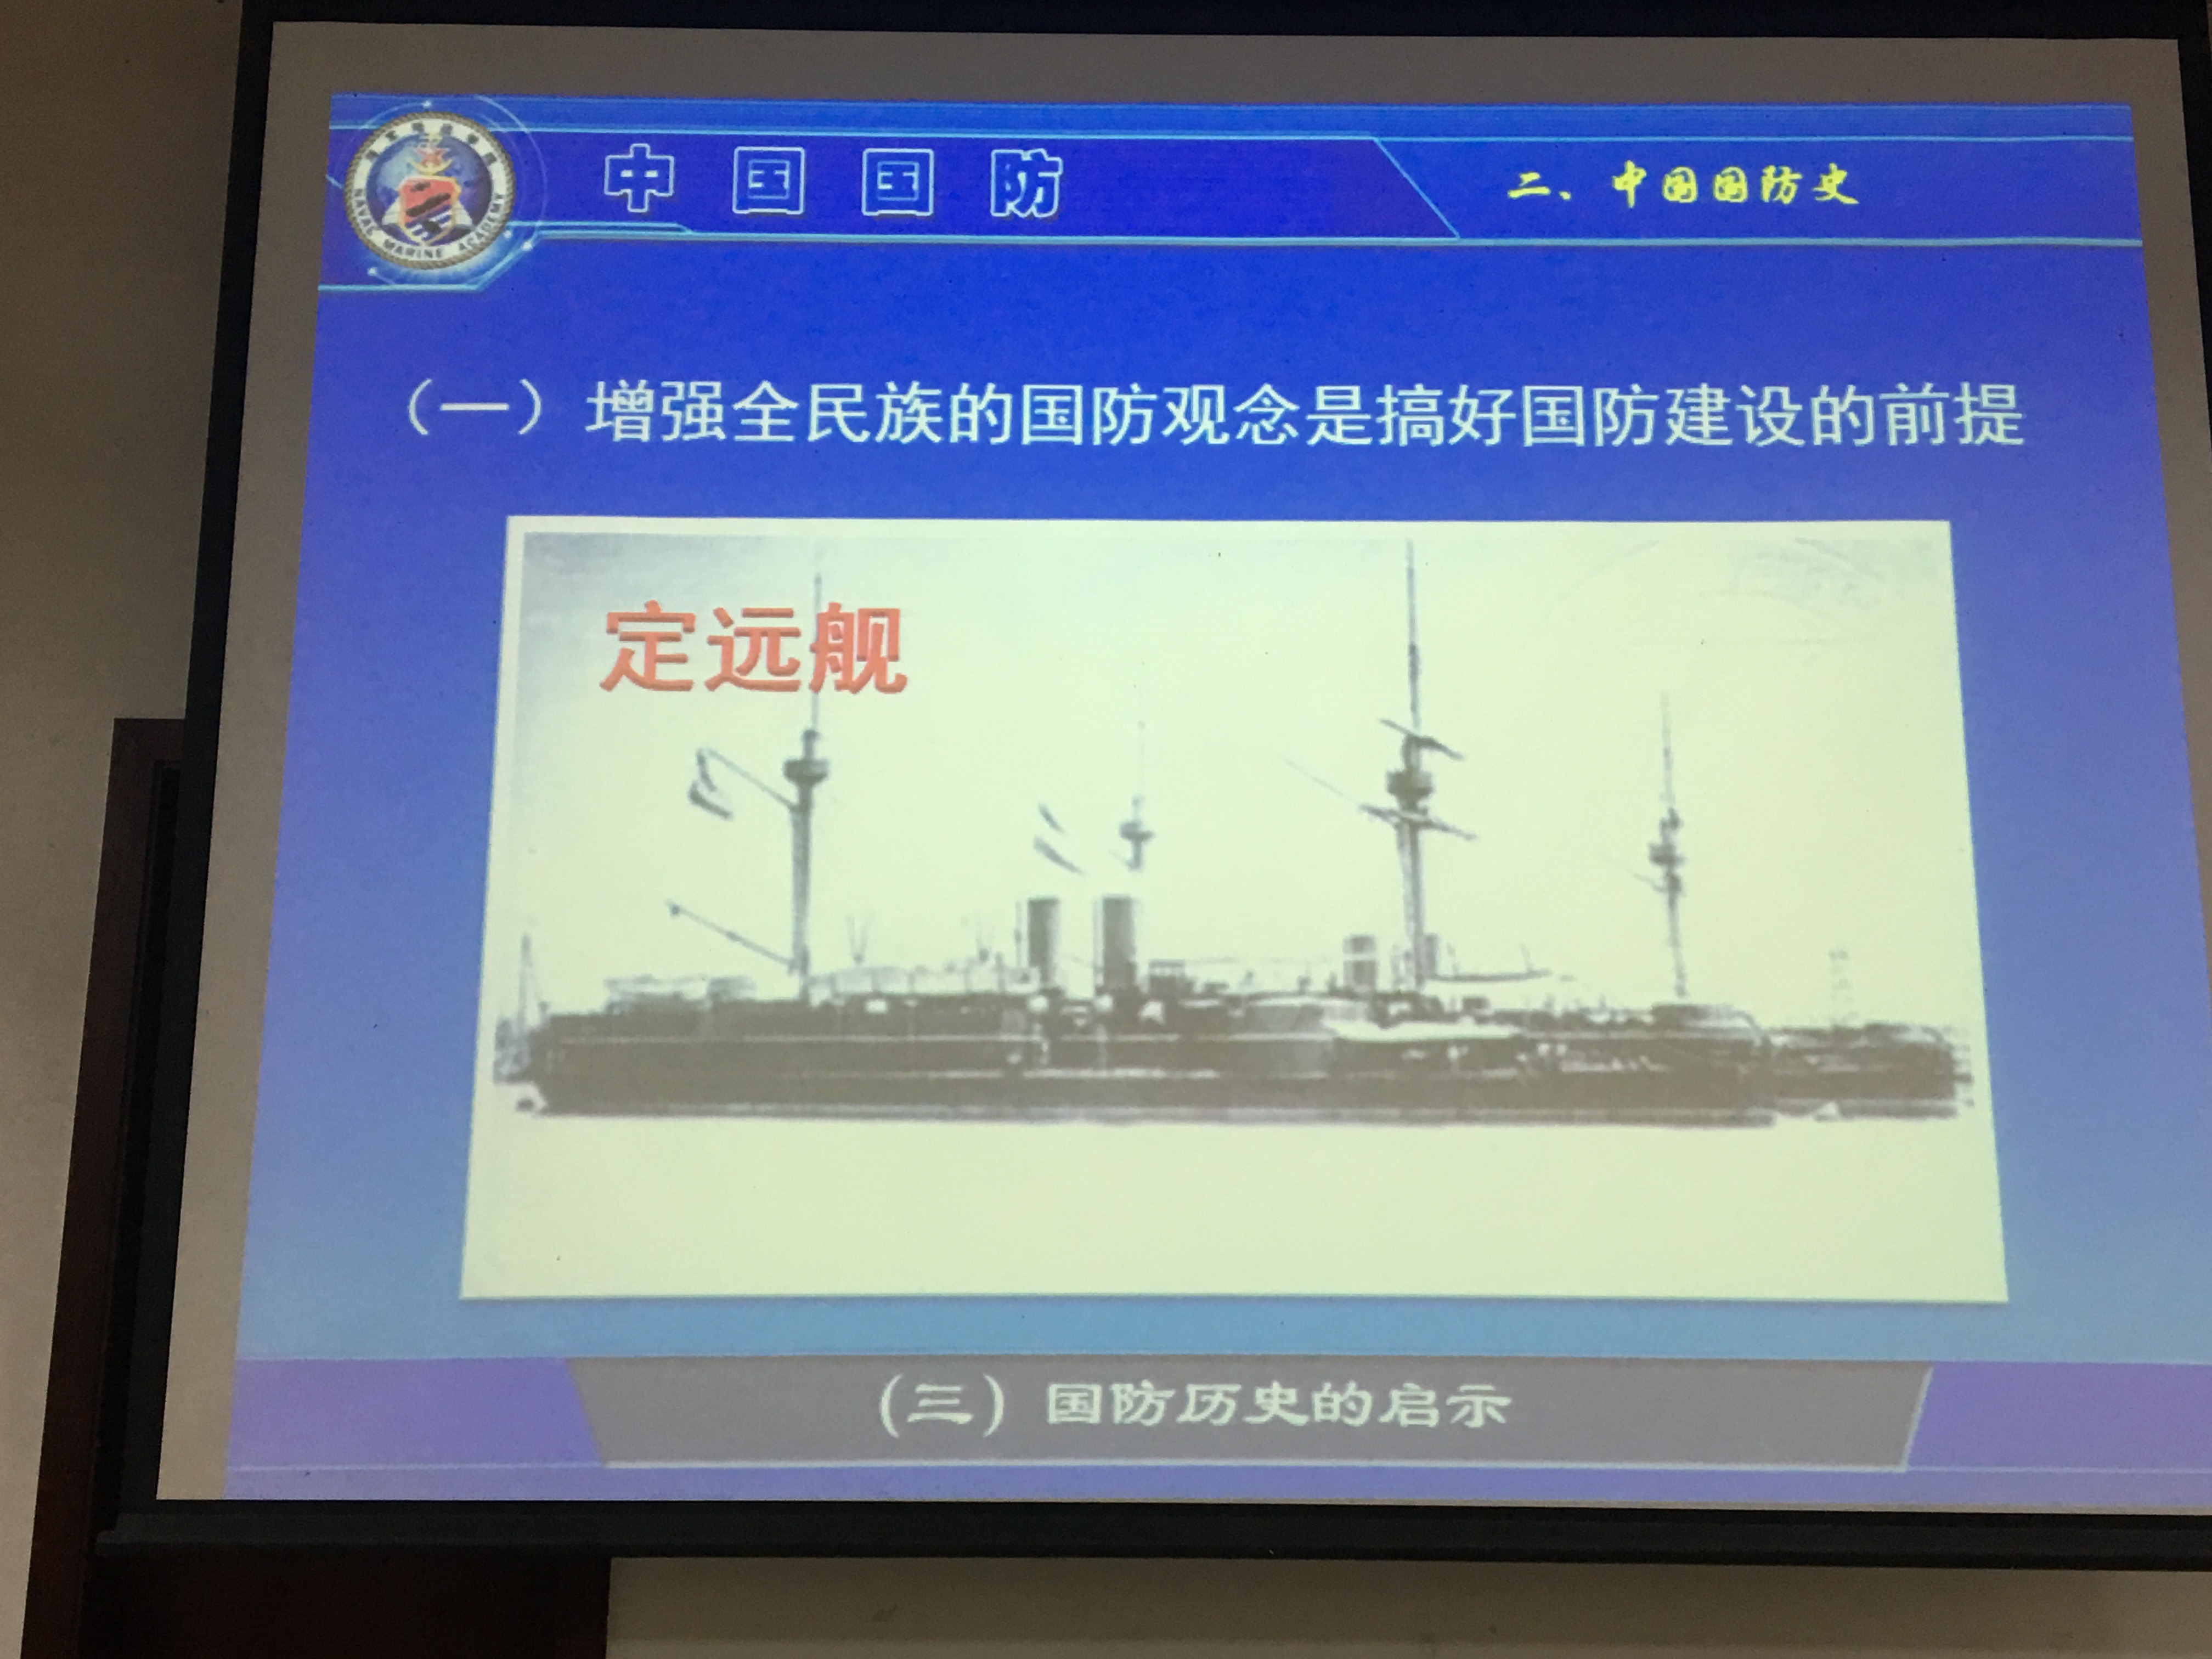 中国国防
二、中国国防史
NAVAL MARINE ACADEMY
（一）增强全民族的国防观念是搞好国防建设的前提
定远舰
(三) 国防历史的启示